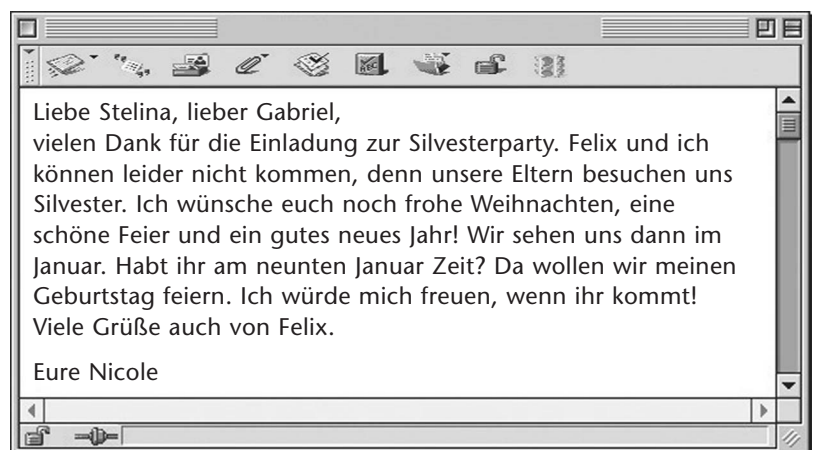 Liebe Stelina, lieber Gabriel,
vielen Dank für die Einladung zur Silvesterparty. Felix und ich
können leider nicht kommen, denn unsere Eltern besuchen uns
Silvester. Ich wünsche euch noch frohe Weihnachten, eine
schöne Feier und ein gutes neues Jahr! Wir sehen uns dann im
Januar. Habt ihr am neunten Januar Zeit? Da wollen wir meinen
Geburtstag feiern. Ich würde mich freuen, wenn ihr kommt!
Viele Grüße auch von Felix.
Eure Nicole